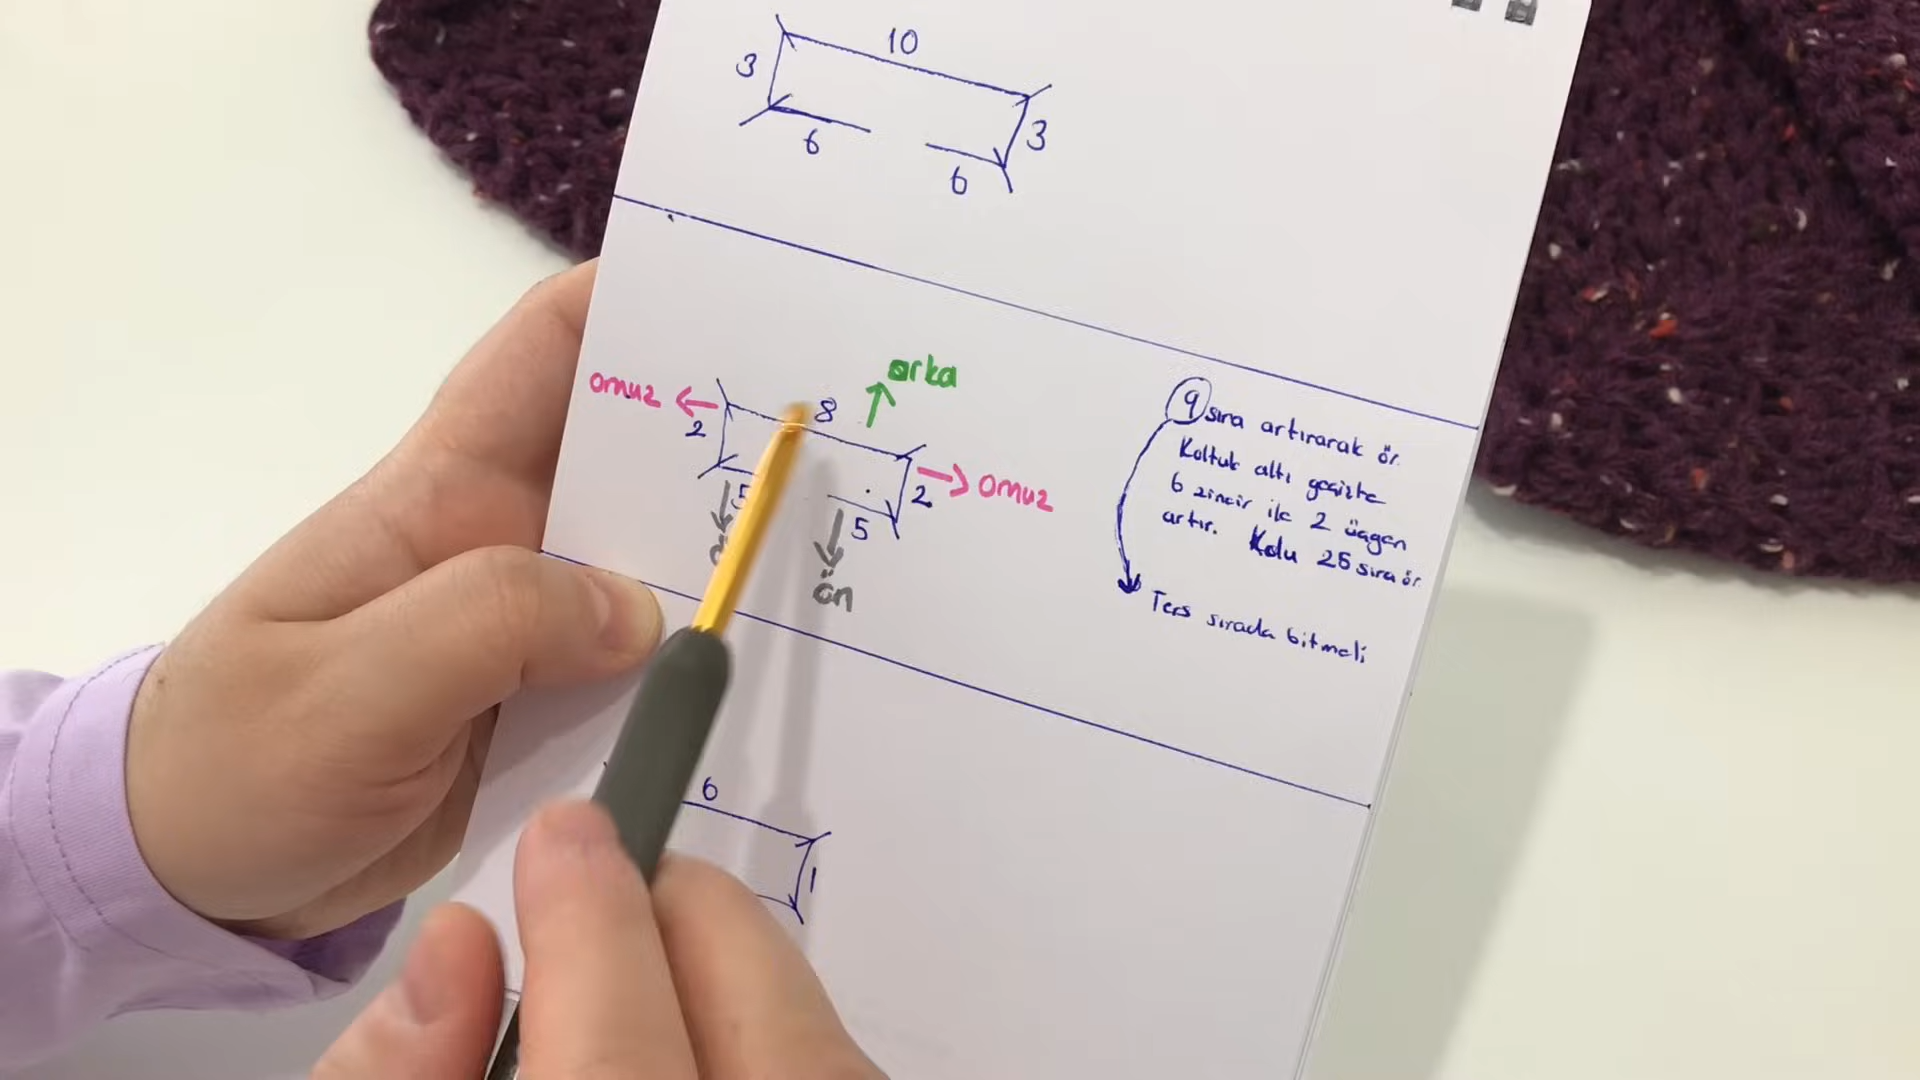 10
3
3
6
6
arka
omuz
8
2
2
omuz
5
5
ön
9 sıra artırarak ör.
Koltuk altı geçişte
6 zincir ile 2 üçgen
artır. Kolu 25 sıra ör
Ters sırada bitmeli
6
1